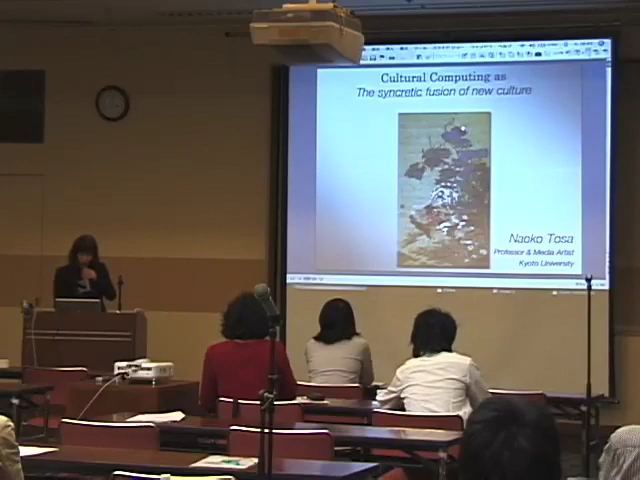 Cultural Computing as
The syncretic fusion of new culture
Naoko Tosa
Professor & Media Artist
Kyoto University